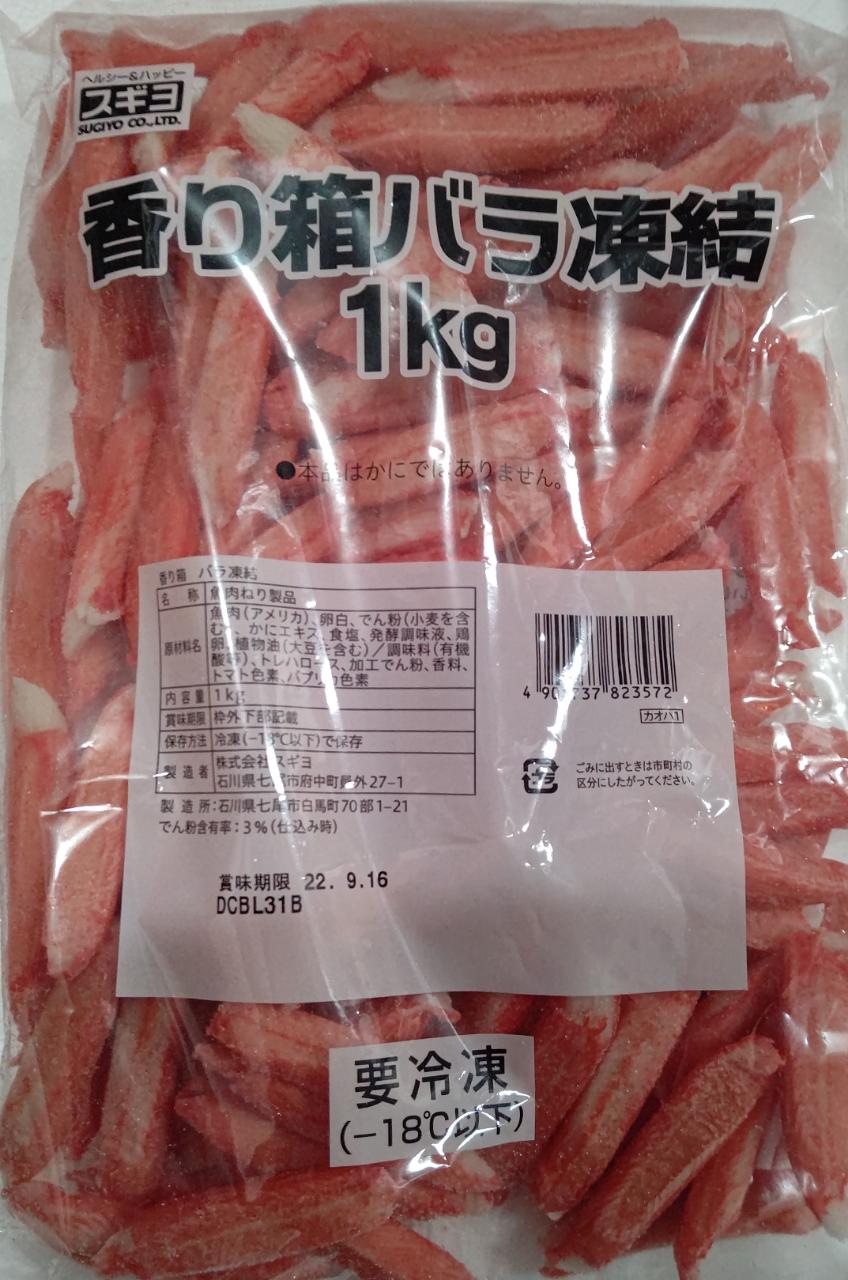 ヘルシー&ハッピー
スギヨ
SUGIYO CO.,LTD.
香り箱バラ凍結
1kg
●本品はかにではありません。
香り箱 バラ凍結
名 称 魚肉ねり製品
原材料名 魚肉(アメリカ)、卵白、でん粉(小麦を含
む)、かにエキス、食塩、発酵調味液、鶏
卵、植物油(大豆を含む)/調味料(有機
酸等)、トレハロース、加工でん粉、香料、
トマト色素、パプリカ色素
内容量 1kg
賞味期限 枠外下部記載
保存方法 冷凍(-18℃以下)で保存
製造者 株式会社スギヨ
石川県七尾市府中町員外27-1
製造所:石川県七尾市白馬町70部1-21
でん粉含有率:3%(仕込み時)
4 901737 823572
カオハ1
プラ
ごみに出すときは市町村の
区分にしたがってください。
賞味期限 22. 9.16
DCBL31B
要冷凍
(-18℃以下)